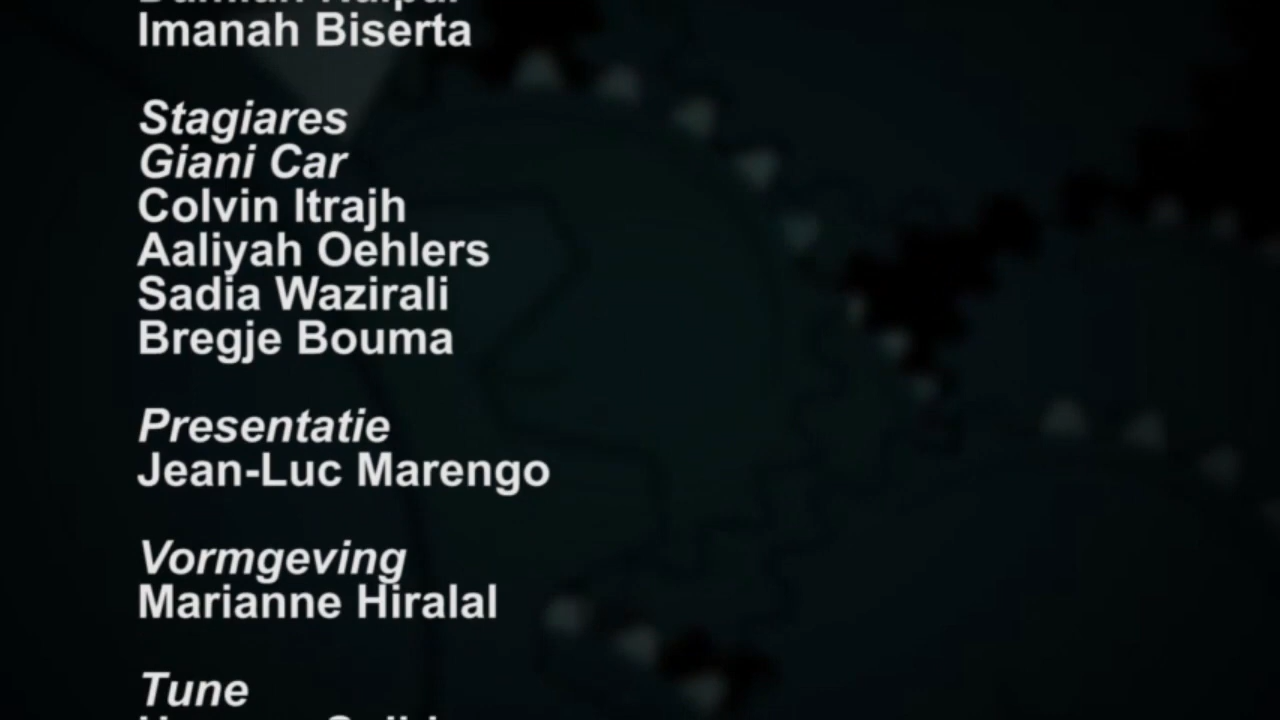 Imanah Biserta
Stagiares
Giani Car
Colvin Itrajh
Aaliyah Oehlers
Sadia Wazirali
Bregje Bouma
Presentatie
Jean-Luc Marengo
Vormgeving
Marianne Hiralal
Tune